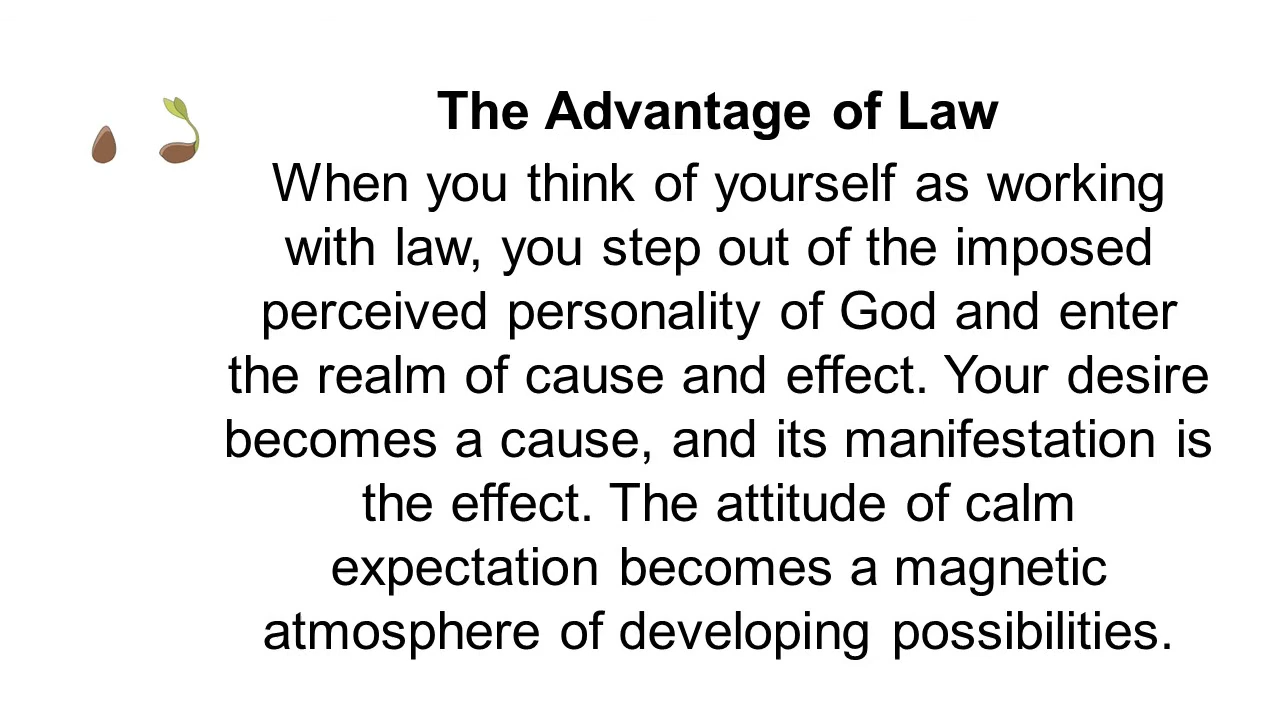 The Advantage of Law
When you think of yourself as working
with law, you step out of the imposed
perceived personality of God and enter
the realm of cause and effect. Your desire
becomes a cause, and its manifestation is
the effect. The attitude of calm
expectation becomes a magnetic
atmosphere of developing possibilities.